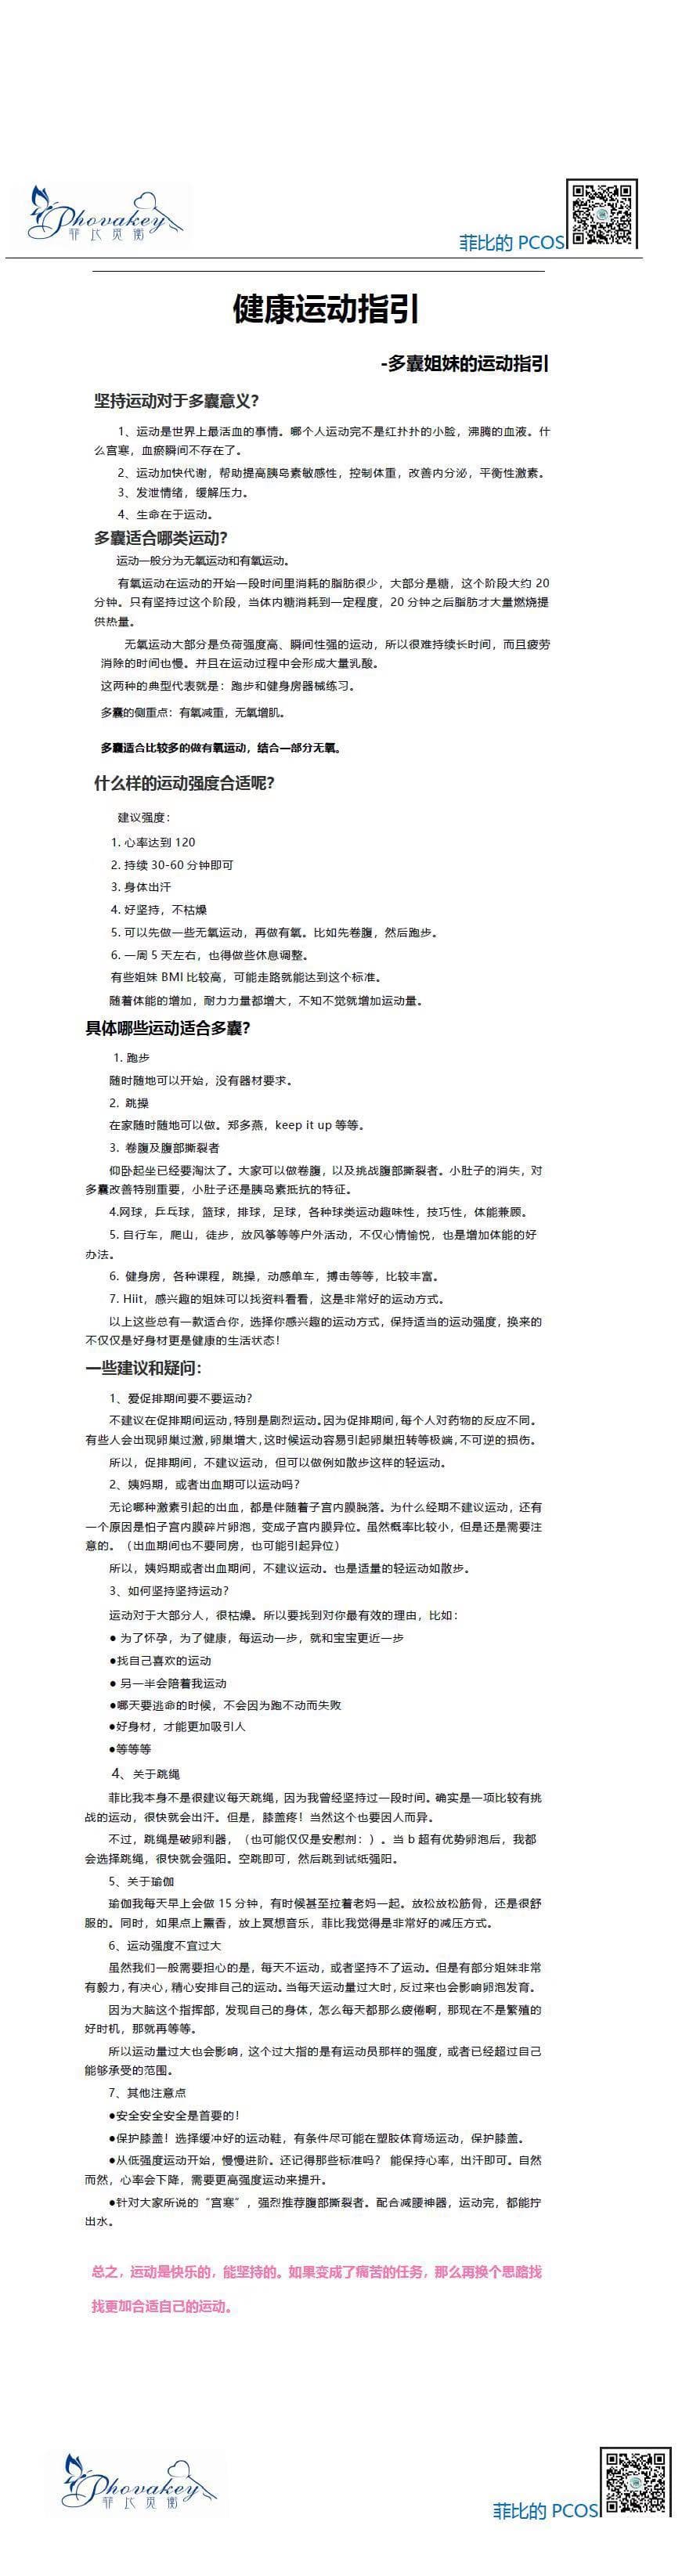 Phovakey
菲比觅衡
菲比的 PCOS
健康运动指引
-多囊姐妹的运动指引
坚持运动对于多囊意义？
1、运动是世界上最活血的事情。哪个人运动完不是红扑扑的小脸，沸腾的血液。什
么宫寒，血瘀瞬间不存在了。
2、运动加快代谢，帮助提高胰岛素敏感性，控制体重，改善内分泌，平衡性激素。
3、发泄情绪，缓解压力。
4、生命在于运动。
多囊适合哪类运动？
运动一般分为无氧运动和有氧运动。
有氧运动在运动的开始一段时间里消耗的脂肪很少，大部分是糖，这个阶段大约 20
分钟。只有坚持过这个阶段，当体内糖消耗到一定程度，20 分钟之后脂肪才大量燃烧提
供热量。
无氧运动大部分是负荷强度高、瞬间性强的运动，所以很难持续长时间，而且疲劳
消除的时间也慢。并且在运动过程中会形成大量乳酸。
这两种的典型代表就是：跑步和健身房器械练习。
多囊的侧重点：有氧减重，无氧增肌。
多囊适合比较多的做有氧运动，结合一部分无氧。
什么样的运动强度合适呢？
建议强度：
1. 心率达到 120
2. 持续 30-60 分钟即可
3. 身体出汗
4. 好坚持，不枯燥
5. 可以先做一些无氧运动，再做有氧。比如先卷腹，然后跑步。
6. 一周 5 天左右，也得做些休息调整。
有些姐妹 BMI 比较高，可能走路就能达到这个标准。
随着体能的增加，耐力力量都增大，不知不觉就增加运动量。
具体哪些运动适合多囊？
1. 跑步
随时随地可以开始，没有器材要求。
2. 跳操
在家随时随地可以做。郑多燕，keep it up 等等。
3. 卷腹及腹部撕裂者
仰卧起坐已经要淘汰了。大家可以做卷腹，以及挑战腹部撕裂者。小肚子的消失，对
多囊改善特别重要，小肚子还是胰岛素抵抗的特征。
4.网球，乒乓球，篮球，排球，足球，各种球类运动趣味性，技巧性，体能兼顾。
5. 自行车，爬山，徒步，放风筝等等户外活动，不仅心情愉悦，也是增加体能的好
办法。
6. 健身房，各种课程，跳操，动感单车，搏击等等，比较丰富。
7. Hiit，感兴趣的姐妹可以找资料看看，这是非常好的运动方式。
以上这些总有一款适合你，选择你感兴趣的运动方式，保持适当的运动强度，换来的
不仅仅是好身材更是健康的生活状态！
一些建议和疑问：
1、爱促排期间要不要运动？
不建议在促排期间运动,特别是剧烈运动。因为促排期间,每个人对药物的反应不同。
有些人会出现卵巢过激,卵巢增大,这时候运动容易引起卵巢扭转等极端,不可逆的损伤。
所以，促排期间，不建议运动，但可以做例如散步这样的轻运动。
2、姨妈期，或者出血期可以运动吗？
无论哪种激素引起的出血，都是伴随着子宫内膜脱落。为什么经期不建议运动，还有
一个原因是怕子宫内膜碎片卵泡，变成子宫内膜异位。虽然概率比较小，但是还是需要注
意的。（出血期间也不要同房，也可能引起异位）
所以，姨妈期或者出血期间，不建议运动。也是适量的轻运动如散步。
3、如何坚持坚持运动？
运动对于大部分人，很枯燥。所以要找到对你最有效的理由，比如：
● 为了怀孕，为了健康，每运动一步，就和宝宝更近一步
●找自己喜欢的运动
● 另一半会陪着我运动
●哪天要逃命的时候，不会因为跑不动而失败
●好身材，才能更加吸引人
●等等等
4、关于跳绳
菲比我本身不是很建议每天跳绳，因为我曾经坚持过一段时间。确实是一项比较有挑
战的运动，很快就会出汗。但是，膝盖疼！当然这个也要因人而异。
不过，跳绳是破卵利器，（也可能仅仅是安慰剂：）。当 b 超有优势卵泡后，我都
会选择跳绳，很快就会强阳。空跳即可，然后跳到试纸强阳。
5、关于瑜伽
瑜伽我每天早上会做 15 分钟，有时候甚至拉着老妈一起。放松放松筋骨，还是很舒
服的。同时，如果点上熏香，放上冥想音乐，菲比我觉得是非常好的减压方式。
6、运动强度不宜过大
虽然我们一般需要担心的是，每天不运动，或者坚持不了运动。但是有部分姐妹非常
有毅力,有决心,精心安排自己的运动。当每天运动量过大时,反过来也会影响卵泡发育。
因为大脑这个指挥部，发现自己的身体，怎么每天都那么疲倦啊，那现在不是繁殖的
好时机，那就再等等。
所以运动量过大也会影响，这个过大指的是有运动员那样的强度，或者已经超过自己
能够承受的范围。
7、其他注意点
●安全安全安全是首要的！
●保护膝盖！选择缓冲好的运动鞋，有条件尽可能在塑胶体育场运动，保护膝盖。
●从低强度运动开始，慢慢进阶。还记得那些标准吗？ 能保持心率，出汗即可。自然
而然，心率会下降，需要更高强度运动来提升。
●针对大家所说的“宫寒”，强烈推荐腹部撕裂者。配合减腰神器，运动完，都能拧
出水。
总之，运动是快乐的，能坚持的。如果变成了痛苦的任务，那么再换个思路找
找更加合适自己的运动。
Phovakey
菲比觅衡
菲比的 PCOS